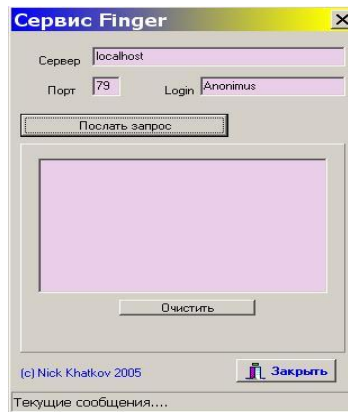 Сервис Finger
Сервер localhost
Порт 79 Login Anonimus
Послать запрос
Очистить
(c) Nick Khatkov 2005 Закрыть
Текущие сообщения....